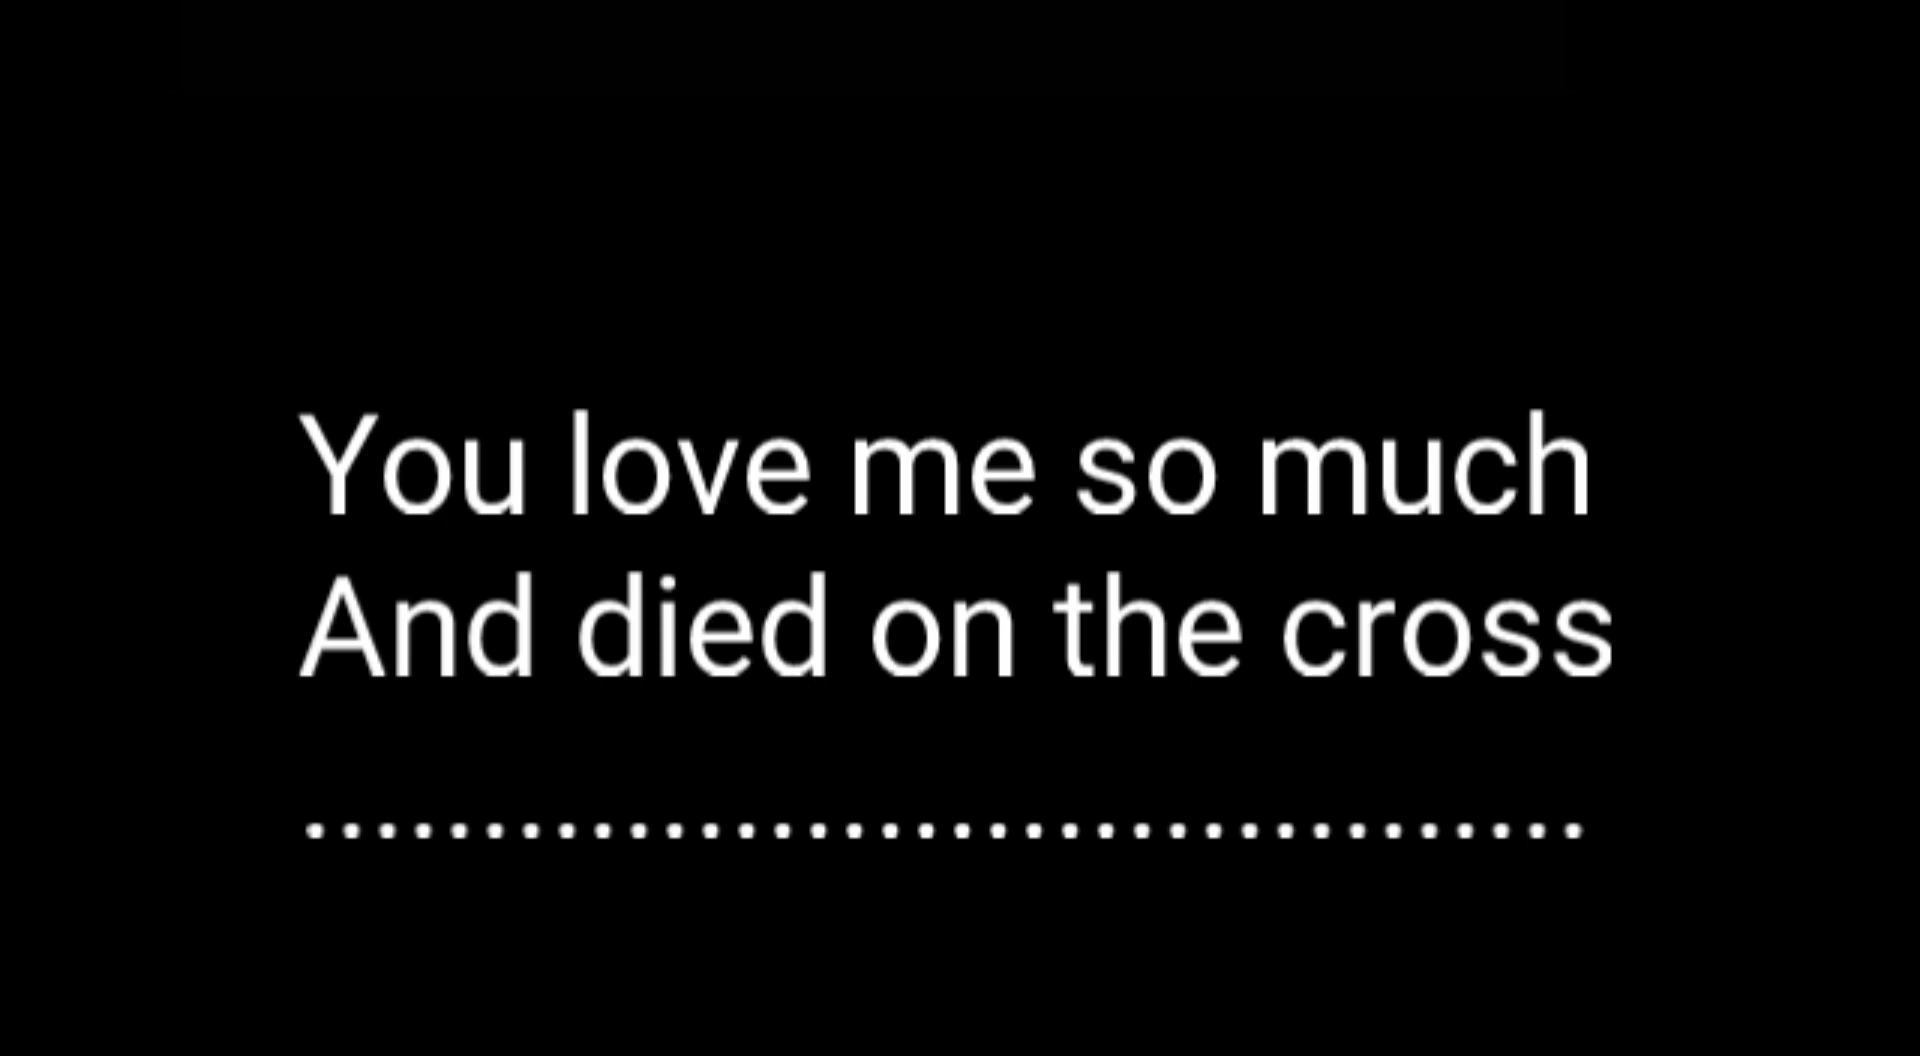 You love me so much
And died on the cross
....................................